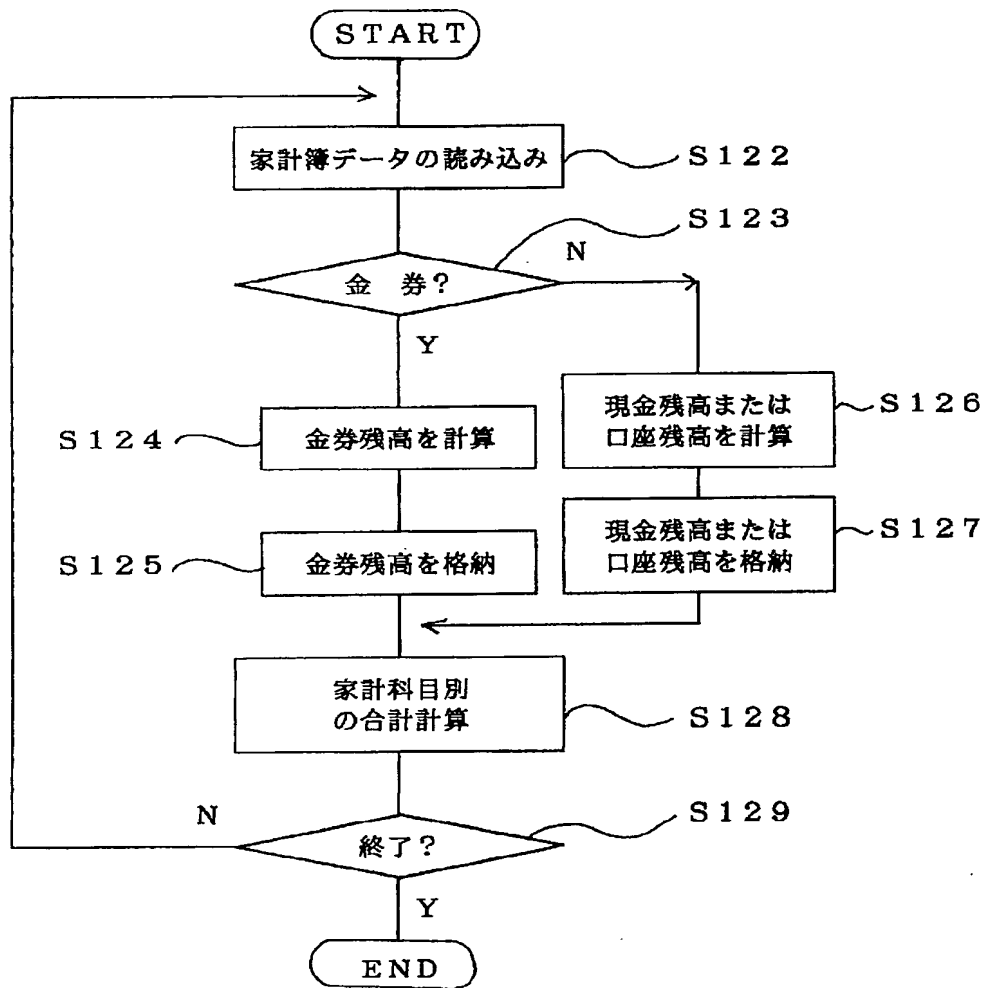 START
家計簿データの読み込み
S122
S123
金 券?
N
Y
S124
金券残高を計算
現金残高または
口座残高を計算
S126
S125
金券残高を格納
現金残高または
口座残高を格納
S127
家計科目別
の合計計算
S128
N
終了?
S129
Y
END